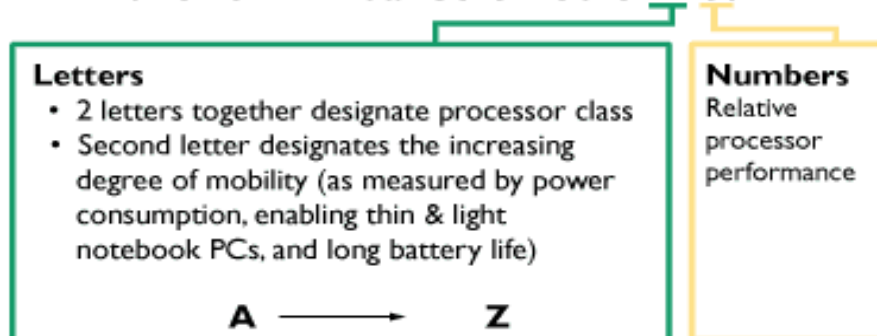 Letters
• 2 letters together designate processor class
• Second letter designates the increasing
degree of mobility (as measured by power
consumption, enabling thin & light
notebook PCs, and long battery life)
A Z
Numbers
Relative
processor
performance